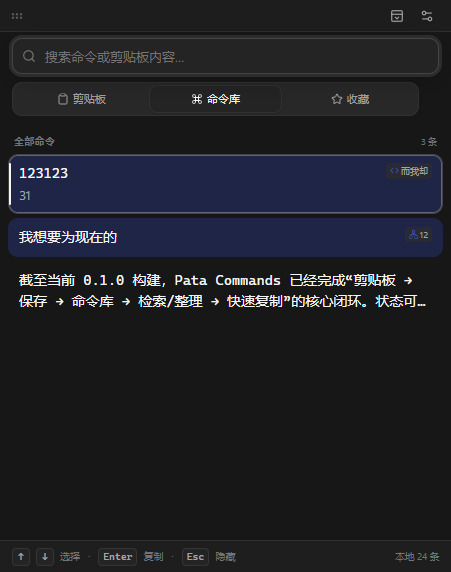 搜索命令或剪贴板内容...
剪贴板 ⌘ 命令库 收藏
全部命令 3 条
123123 <> 而我却
31
我想要为现在的 12
截至当前 0.1.0 构建，Pata Commands 已经完成“剪贴板 →
保存 → 命令库 → 检索/整理 → 快速复制”的核心闭环。状态可…
↑ ↓ 选择 · Enter 复制 · Esc 隐藏 本地 24 条